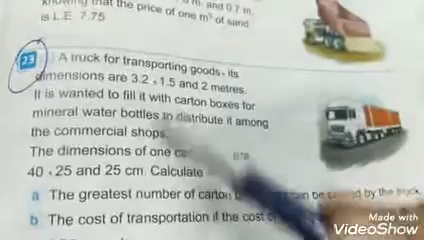 knowing that the price of one m³ of sand
and 0.7 m.
is L.E. 7.75
23 A truck for transporting goods, its
dimensions are 3.2 , 1.5 and 2 metres.
It is wanted to fill it with carton boxes for
mineral water bottles to distribute it among
the commercial shops.
The dimensions of one
40 , 25 and 25 cm. Calculate
a The greatest number of carton can be by the truck
b The cost of transportation if the cost
Made with
VideoShow